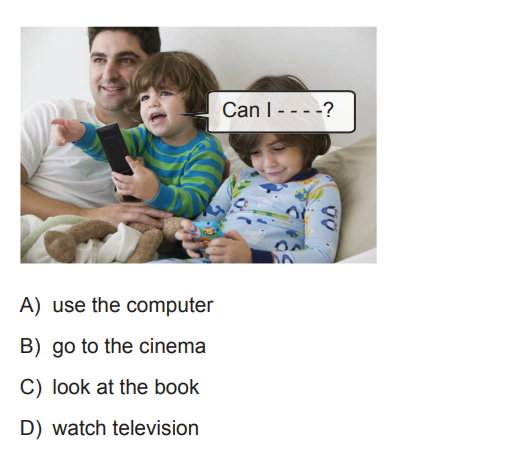 Can I - - - -?
A) use the computer
B) go to the cinema
C) look at the book
D) watch television